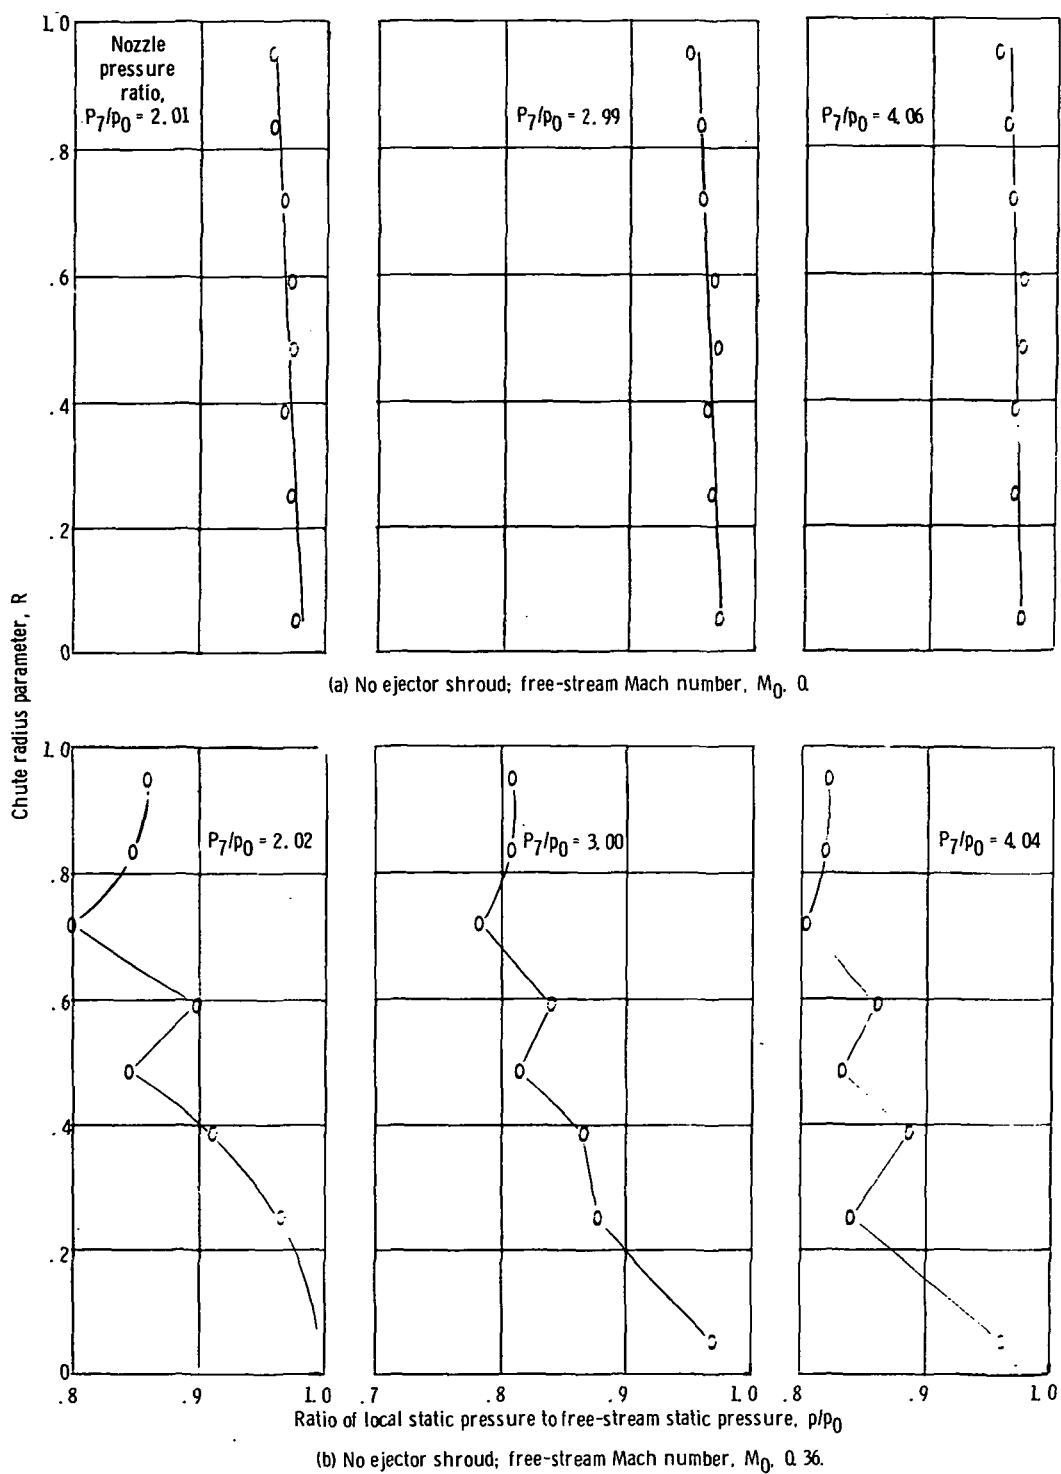 1.0
Nozzle
pressure
ratio,
P7/p0 = 2.01
P7/p0 = 2.99
P7/p0 = 4.06
.8
.6
.4
.2
0
Chute radius parameter, R
(a) No ejector shroud; free-stream Mach number, M0, 0.
1.0
P7/p0 = 2.02
P7/p0 = 3.00
P7/p0 = 4.04
.8
.6
.4
.2
0
.8 .9 1.0 .7 .8 .9 1.0 .8 .9 1.0
Ratio of local static pressure to free-stream static pressure, p/p0
(b) No ejector shroud; free-stream Mach number, M0, 0.36.